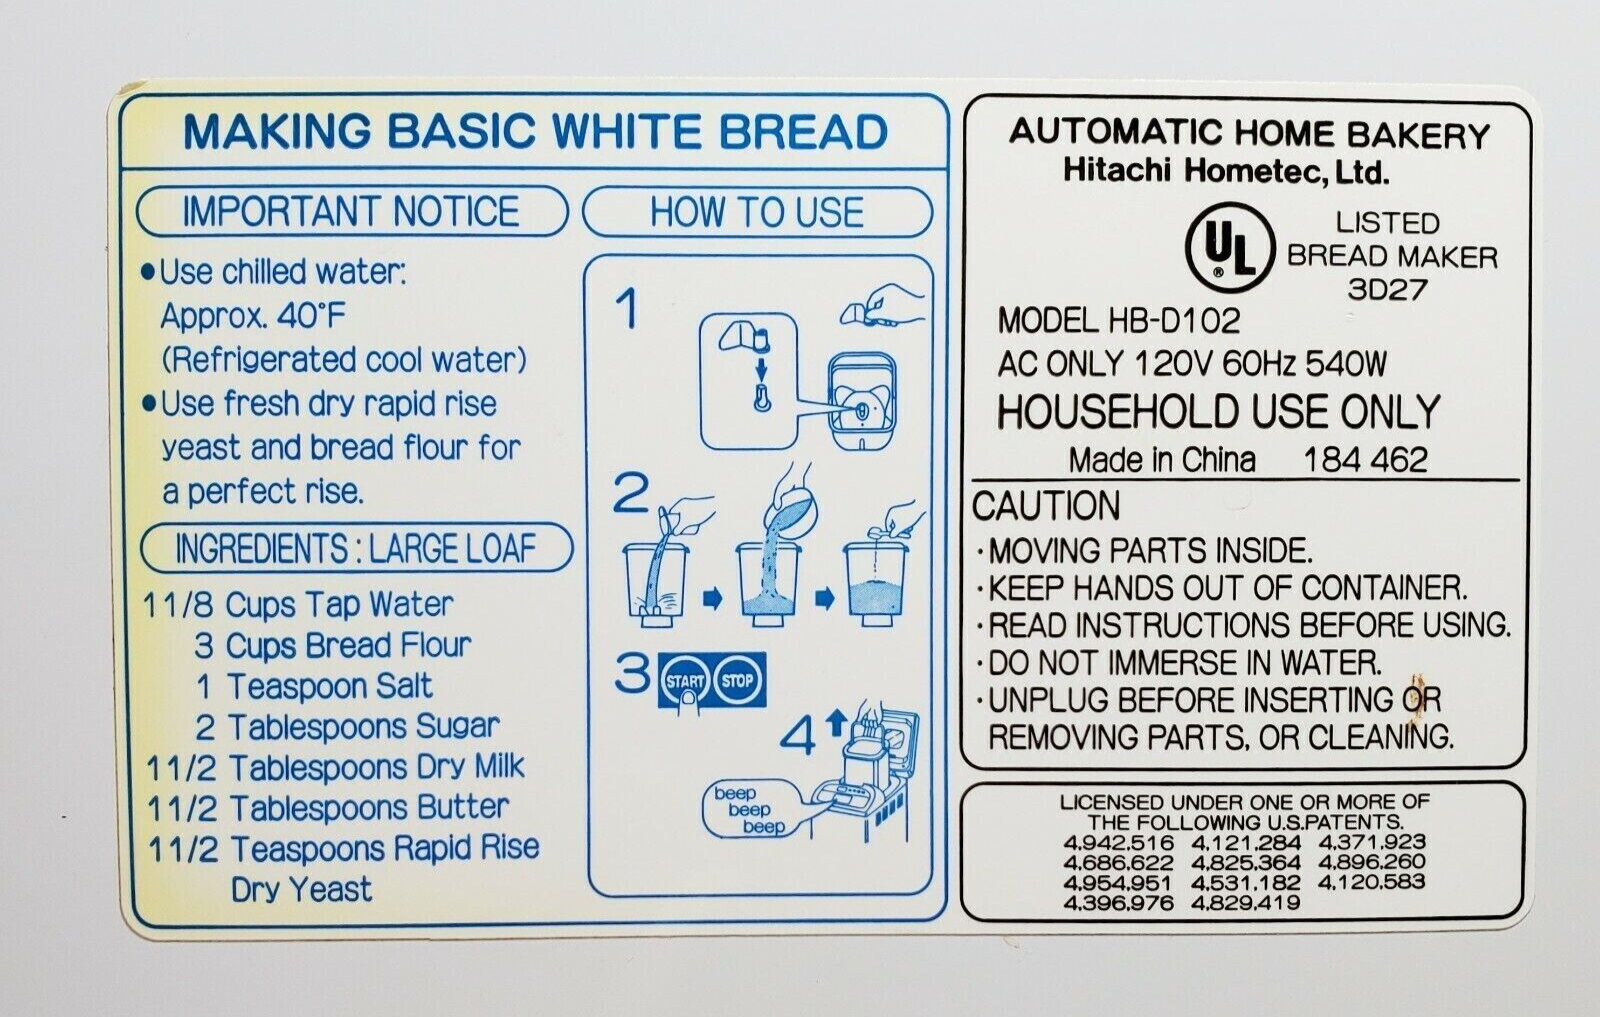 MAKING BASIC WHITE BREAD
IMPORTANT NOTICE
•Use chilled water:
Approx. 40°F
(Refrigerated cool water)
•Use fresh dry rapid rise
yeast and bread flour for
a perfect rise.
INGREDIENTS : LARGE LOAF
1 1/8 Cups Tap Water
3 Cups Bread Flour
1 Teaspoon Salt
2 Tablespoons Sugar
1 1/2 Tablespoons Dry Milk
1 1/2 Tablespoons Butter
1 1/2 Teaspoons Rapid Rise
Dry Yeast
HOW TO USE
1
2
3 START STOP
4
beep
beep
beep
AUTOMATIC HOME BAKERY
Hitachi Hometec, Ltd.
UL ®
LISTED
BREAD MAKER
3D27
MODEL HB-D102
AC ONLY 120V 60Hz 540W
HOUSEHOLD USE ONLY
Made in China 184 462
CAUTION
·MOVING PARTS INSIDE.
·KEEP HANDS OUT OF CONTAINER.
·READ INSTRUCTIONS BEFORE USING.
·DO NOT IMMERSE IN WATER.
·UNPLUG BEFORE INSERTING OR
REMOVING PARTS, OR CLEANING.
LICENSED UNDER ONE OR MORE OF
THE FOLLOWING U.S.PATENTS.
4,942,516 4,121,284 4,371,923
4,686,622 4,825,364 4,896,260
4,954,951 4,531,182 4,120,583
4,396,976 4,829,419